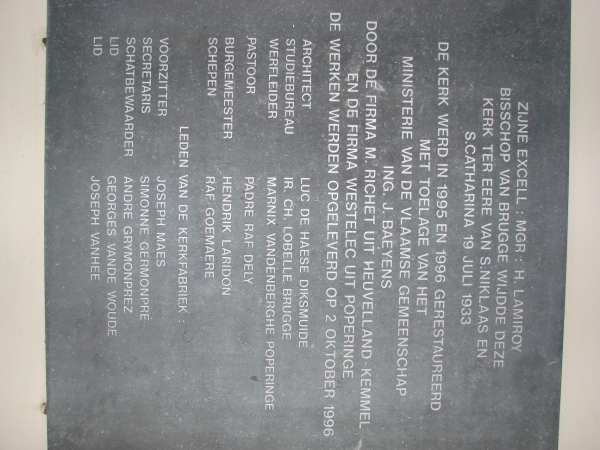 ZIJNE EXCELL : MGR : H. LAMIROY
BISSCHOP VAN BRUGGE WIJDDE DEZE
KERK TER EERE VAN S:NIKLAAS EN
S.CATHARINA 19 JULI 1933
DE KERK WERD IN 1995 EN 1996 GERESTAUREERD
MET TOELAGE VAN HET
MINISTERIE VAN DE VLAAMSE GEMEENSCHAP
ING. J. BAEYENS
DOOR DE FIRMA M. RICHET UIT HEUVELLAND-KEMMEL
EN DE FIRMA WESTELEC UIT POPERINGE
DE WERKEN WERDEN OPGELEVERD OP 2 OKTOBER 1996
ARCHITECT LUC DE HAESE DIKSMUIDE
STUDIEBUREAU IR. CH. LOBELLE BRUGGE
WERFLEIDER MARNIX VANDENBERGHE POPERINGE
PASTOOR PADRE RAF DELY
BURGEMEESTER HENDRIK LARIDON
SCHEPEN RAF GOEMAERE
LEDEN VAN DE KERKFABRIEK :
VOORZITTER JOSEPH MAES
SECRETARIS SIMONNE GERMONPRÉ
SCHATBEWAARDER ANDRE GRYMONPREZ
LID GEORGES VANDE WOUDE
LID JOSEPH VANHEE